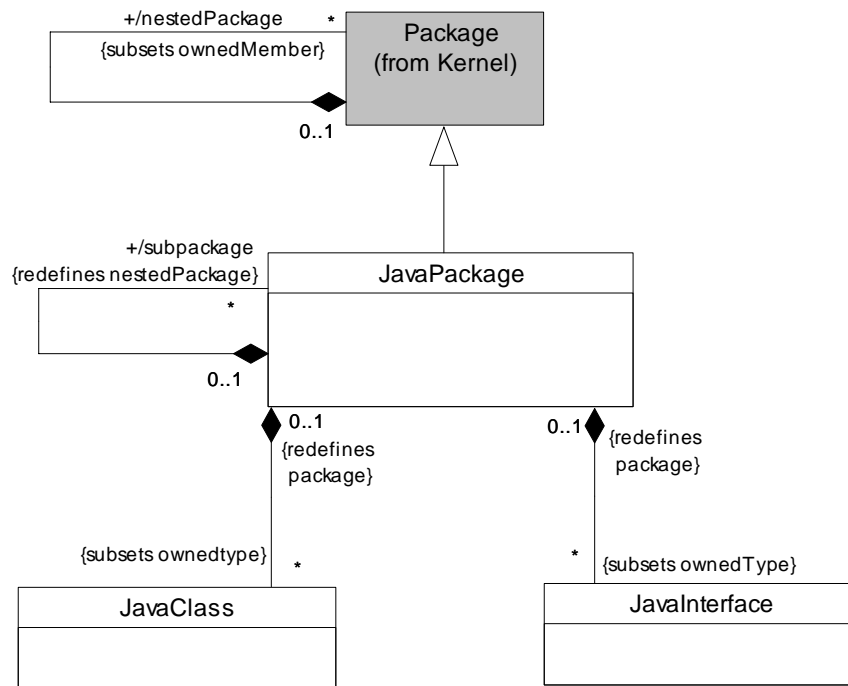 +/nestedPackage
*
{subsets ownedMember}
0..1
Package
(from Kernel)
+/subpackage
{redefines nestedPackage}
*
0..1
JavaPackage
0..1
{redefines
package}
0..1
{redefines
package}
{subsets ownedtype}
*
*
{subsets ownedType}
JavaClass
JavaInterface